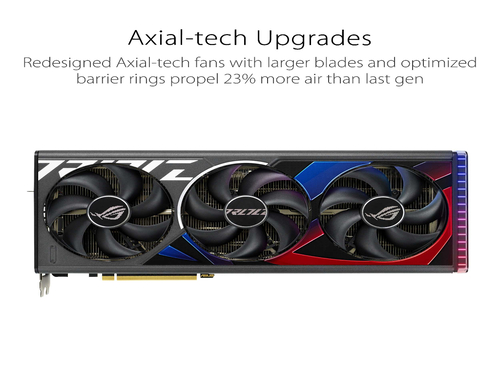 Axial-tech Upgrades
Redesigned Axial-tech fans with larger blades and optimized
barrier rings propel 23% more air than last gen